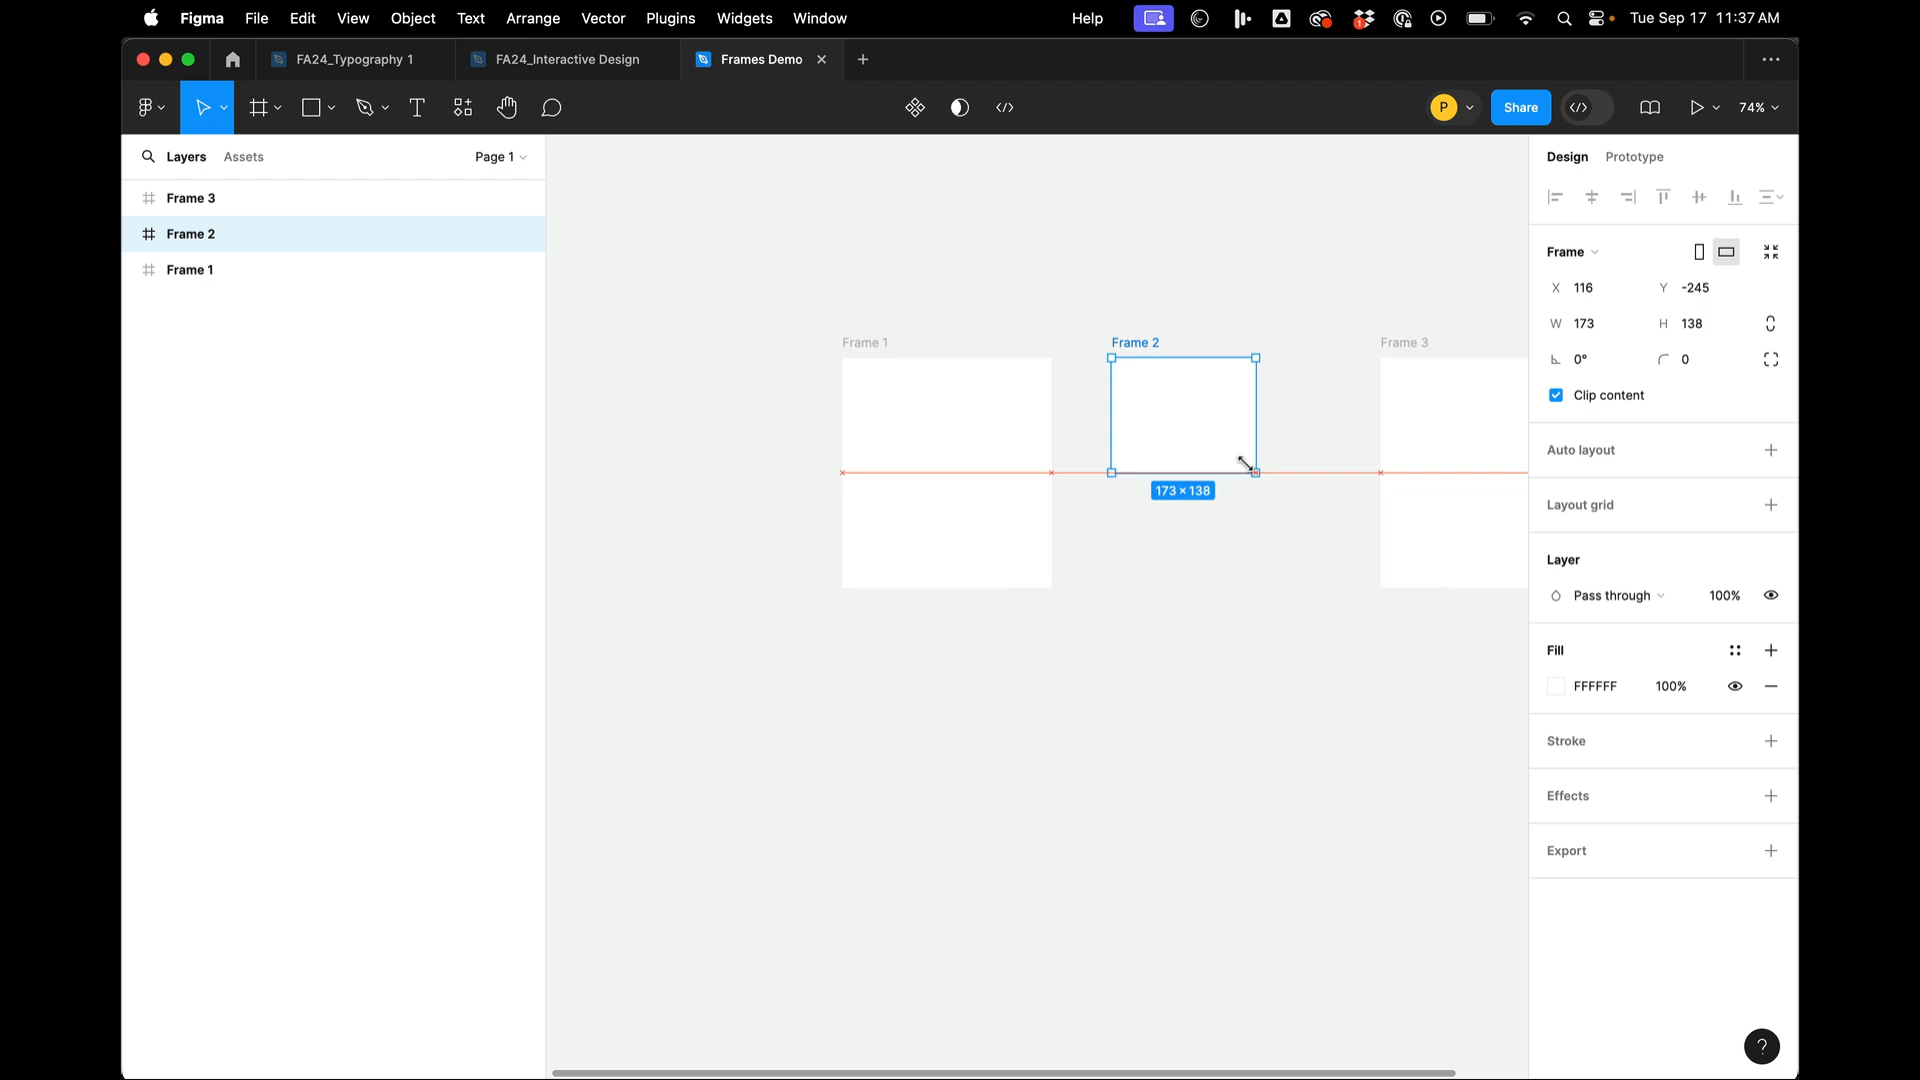 Figma File Edit View Object Text Arrange Vector Plugins Widgets Window Help 1 Tue Sep 17 11:37 AM
FA24_Typography 1 FA24_Interactive Design Frames Demo
P Share 74%
Layers Assets Page 1
Frame 3
Frame 2
Frame 1
Frame 1 Frame 2 Frame 3
173 × 138
Design Prototype
Frame
X 116 Y -245
W 173 H 138
0° 0
Clip content
Auto layout
Layout grid
Layer
Pass through 100%
Fill
FFFFFF 100%
Stroke
Effects
Export
?